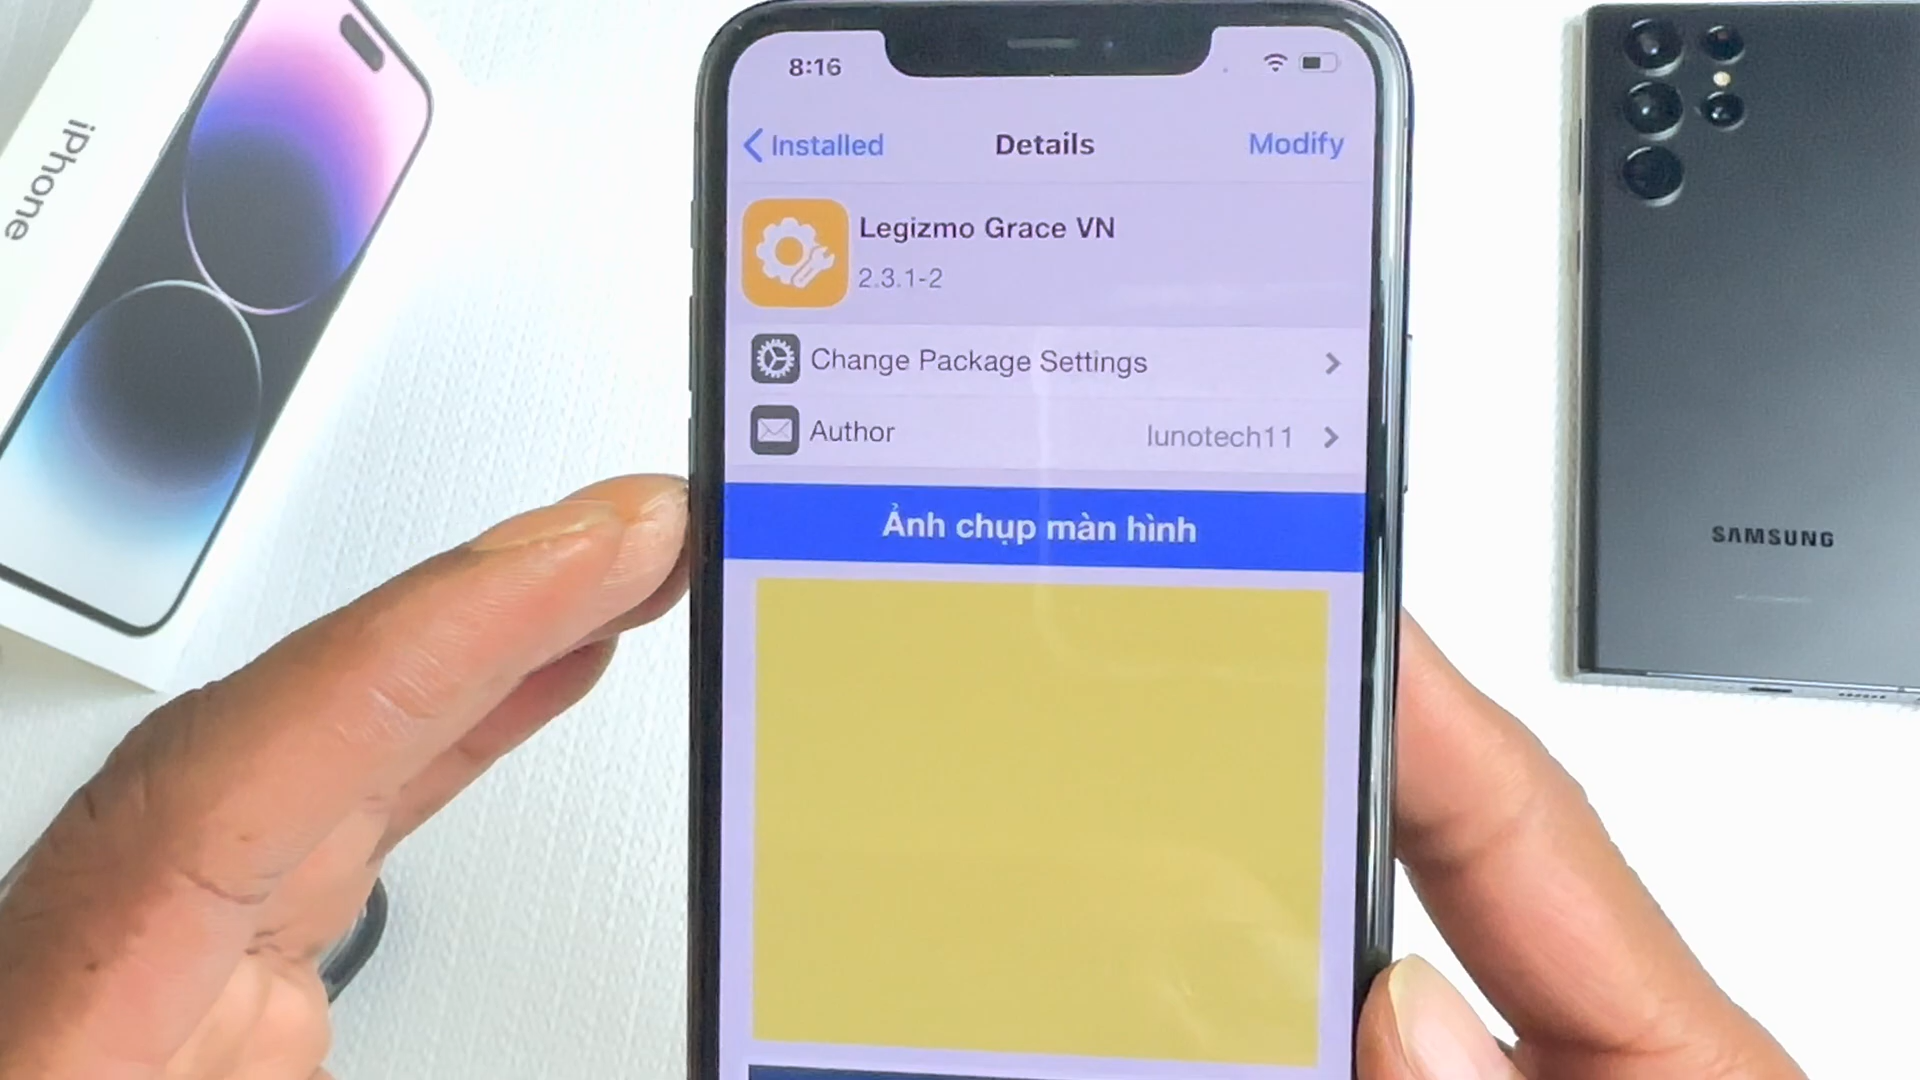 iPhone
8:16
Installed
Details
Modify
Legizmo Grace VN
2.3.1-2
Change Package Settings
Author
lunotech11
Ảnh chụp màn hình
SAMSUNG